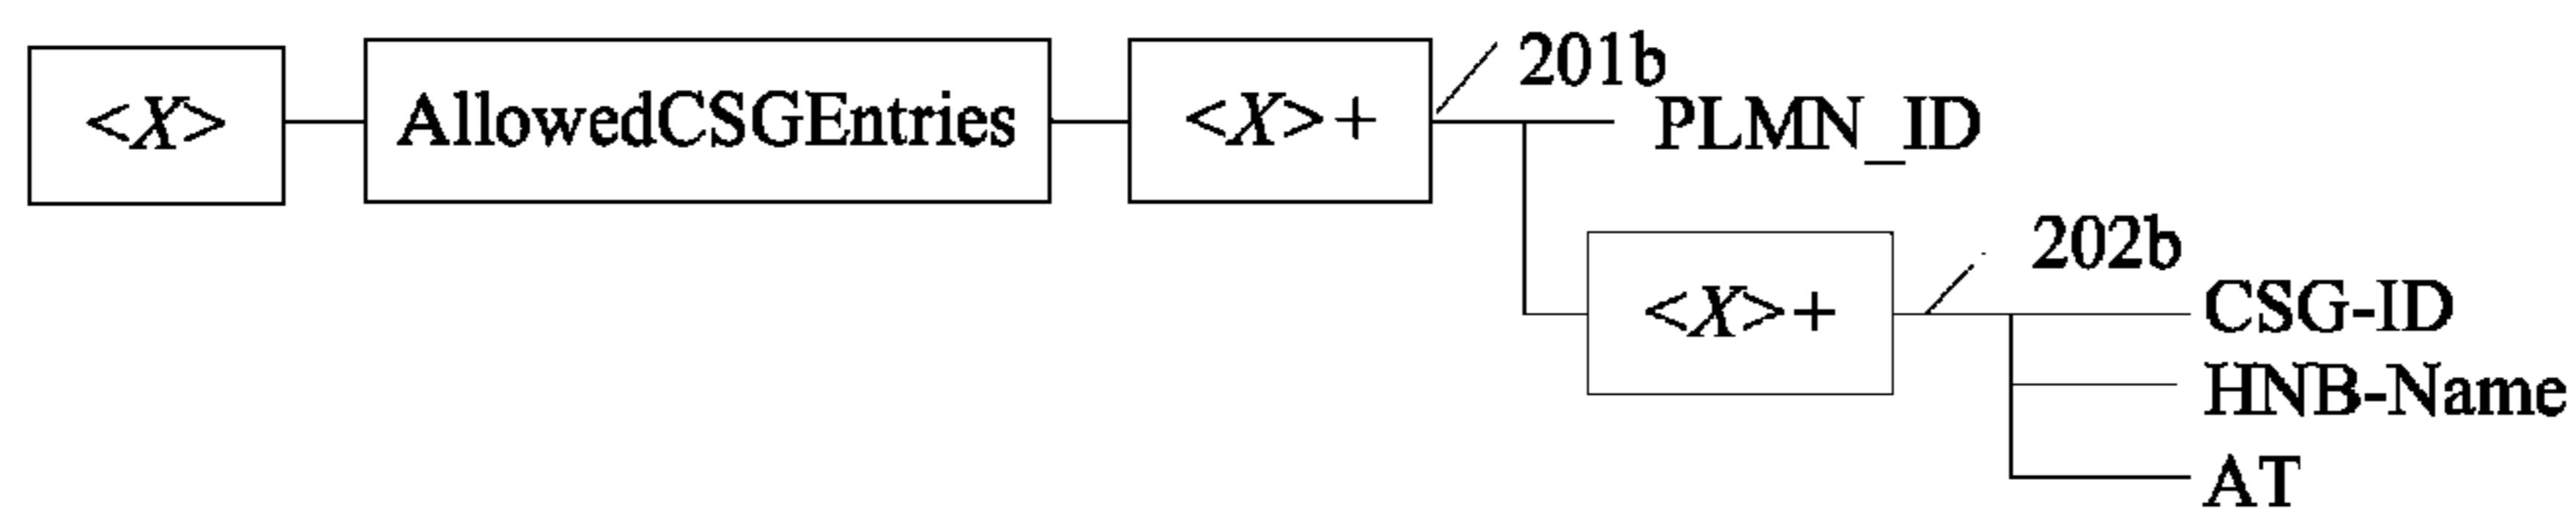 <X>
AllowedCSGEntries
<X>+
201b
PLMN_ID
<X>+
202b
CSG-ID
HNB-Name
AT